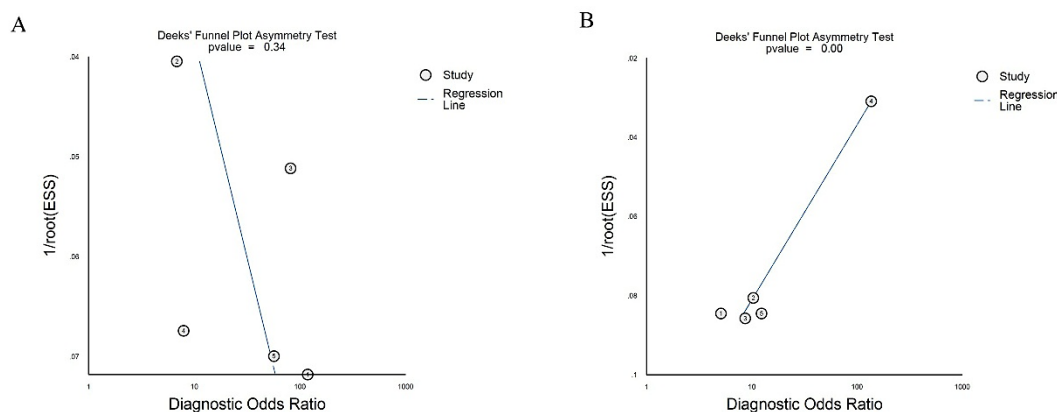 A
Deeks' Funnel Plot Asymmetry Test
pvalue = 0.34
.04
.05
.06
.07
1/root(ESS)
2
3
4
5
1
10
100
1000
Diagnostic Odds Ratio
Study
Regression
Line
B
Deeks' Funnel Plot Asymmetry Test
pvalue = 0.00
.02
.04
.06
.08
.1
1/root(ESS)
4
2
1
3
1
10
100
1000
Diagnostic Odds Ratio
Study
Regression
Line